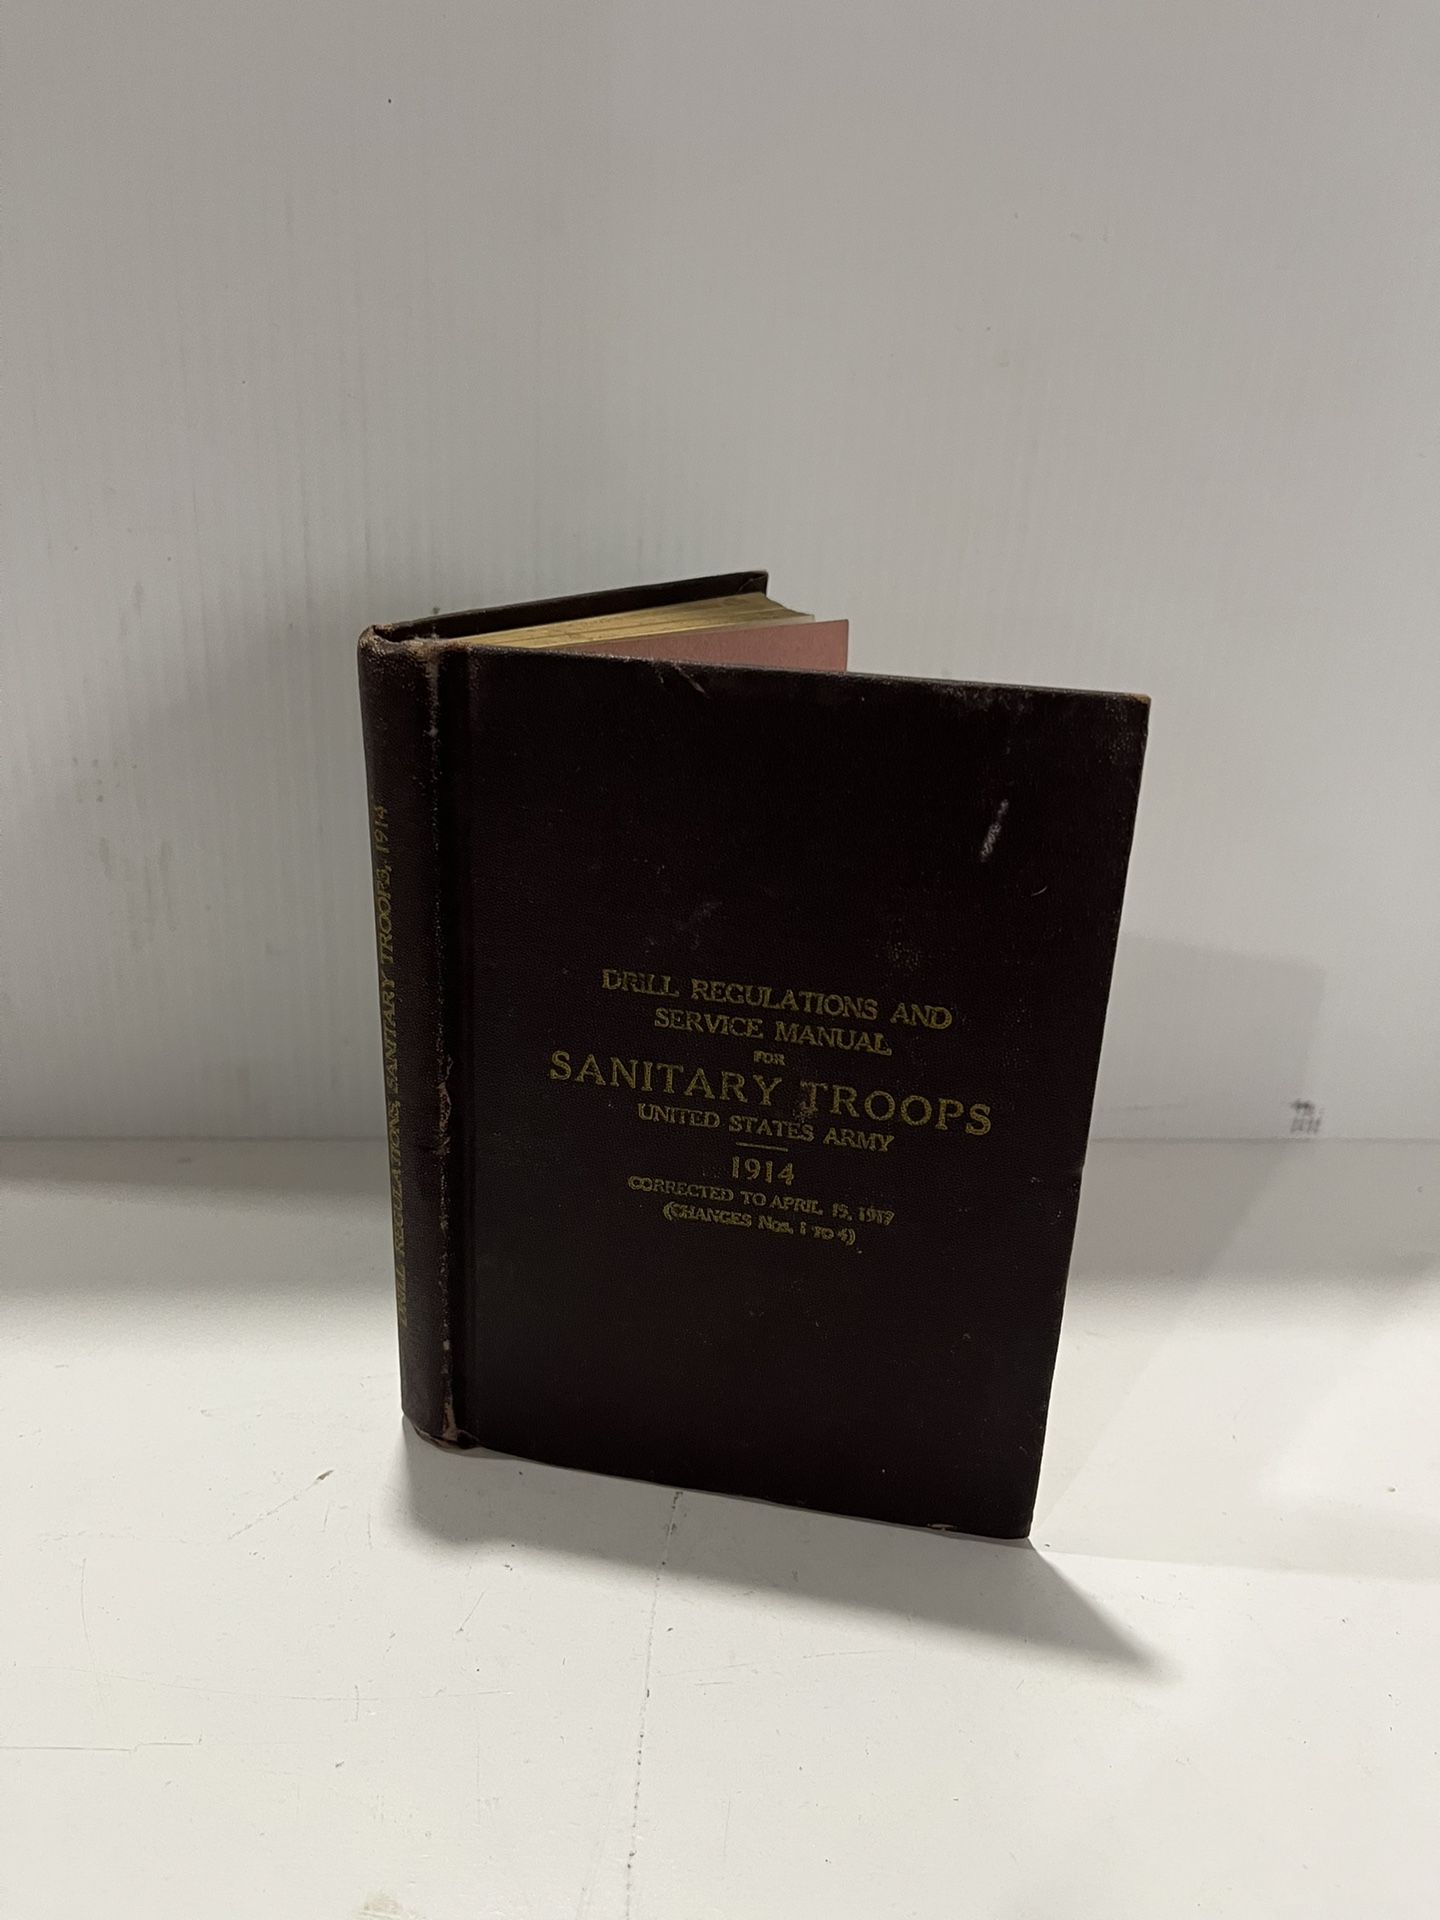 DRILL REGULATIONS AND
SERVICE MANUAL
FOR
SANITARY TROOPS
UNITED STATES ARMY
1914
CORRECTED TO APRIL 15, 1917
(CHANGES Nos. 1 TO 4)
DRILL REGULATIONS, SANITARY TROOPS, 1914